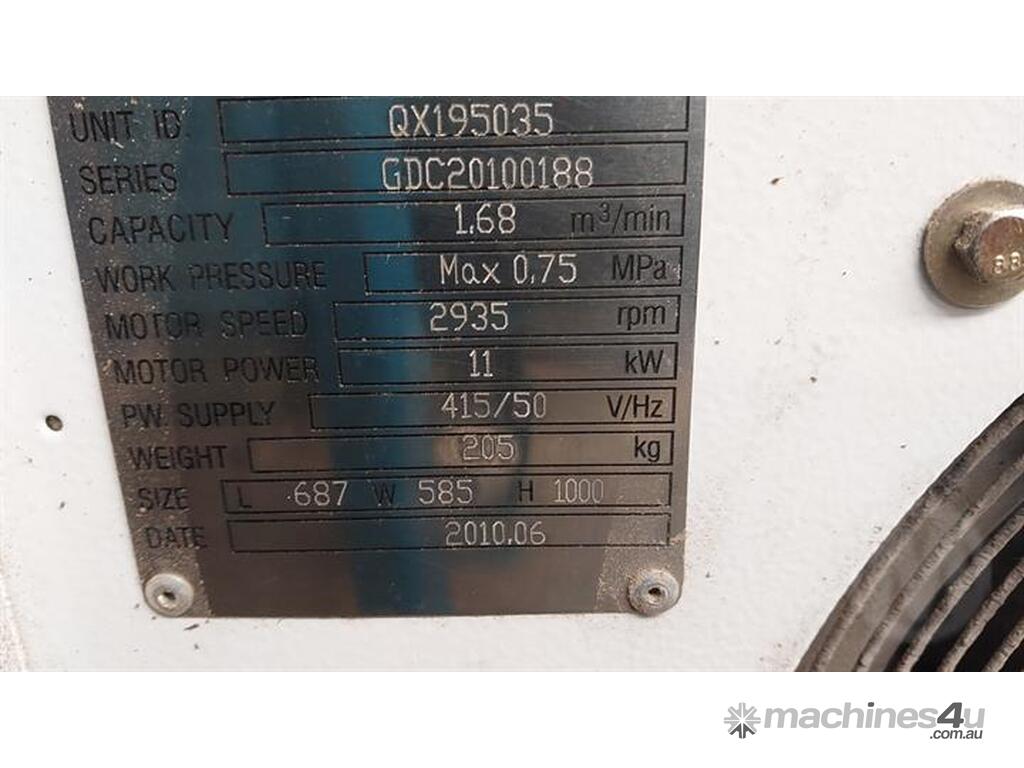 UNIT ID. QX195035
SERIES GDC20100188
CAPACITY 1.68 m³/min
WORK PRESSURE Max 0.75 MPa
MOTOR SPEED 2935 rpm
MOTOR POWER 11 kW
PW. SUPPLY 415/50 V/Hz
WEIGHT 205 kg
SIZE L 687 W 585 H 1000
DATE 2010.06
88
machines4u
.com.au